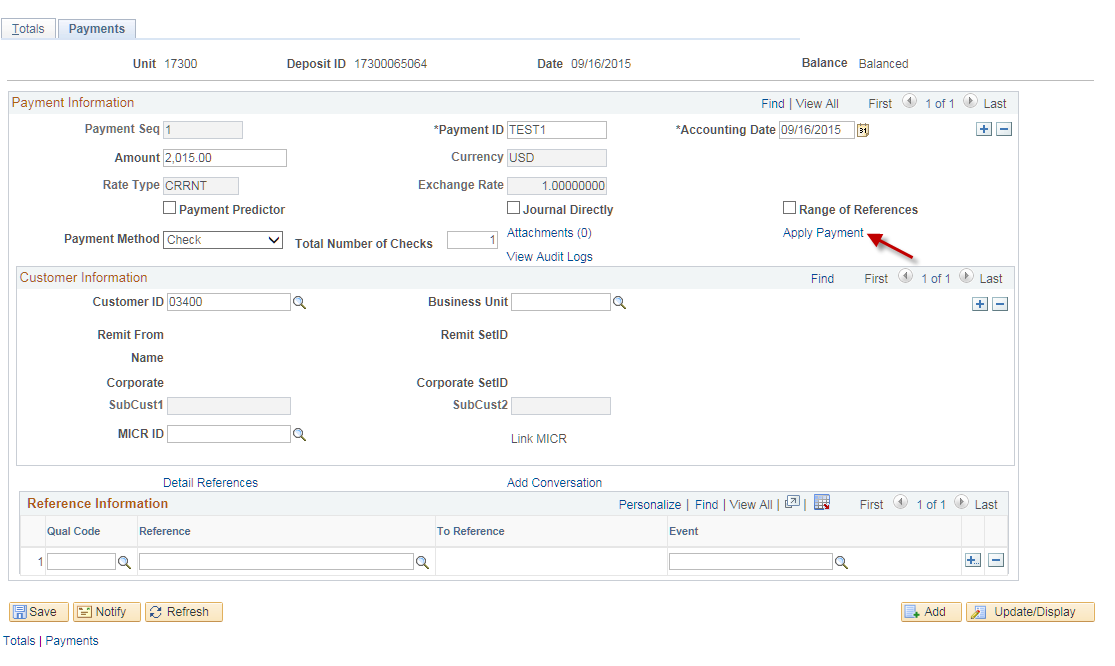 Totals Payments
Unit 17300 Deposit ID 17300065064 Date 09/16/2015 Balance Balanced
Payment Information Find | View All First 1 of 1 Last
Payment Seq 1 *Payment ID TEST1 *Accounting Date 09/16/2015
Amount 2,015.00 Currency USD
Rate Type CRRNT Exchange Rate 1.00000000
Payment Predictor Journal Directly Range of References
Payment Method Check Total Number of Checks 1 Attachments (0) Apply Payment
View Audit Logs
Customer Information Find First 1 of 1 Last
Customer ID 03400 Business Unit
Remit From Remit SetID
Name
Corporate Corporate SetID
SubCust1 SubCust2
MICR ID Link MICR
Detail References Add Conversation
Reference Information Personalize | Find | View All | | First 1 of 1 Last
Qual Code Reference To Reference Event
1
Save Notify Refresh Add Update/Display
Totals | Payments